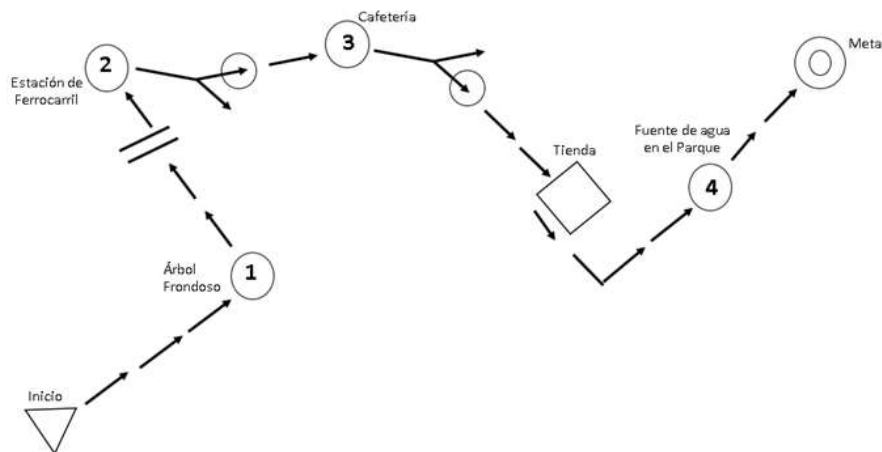 Cafetería
3
Meta
2
Estación de
Ferrocarril
Tienda
Fuente de agua
en el Parque
4
Árbol
Frondoso
1
Inicio